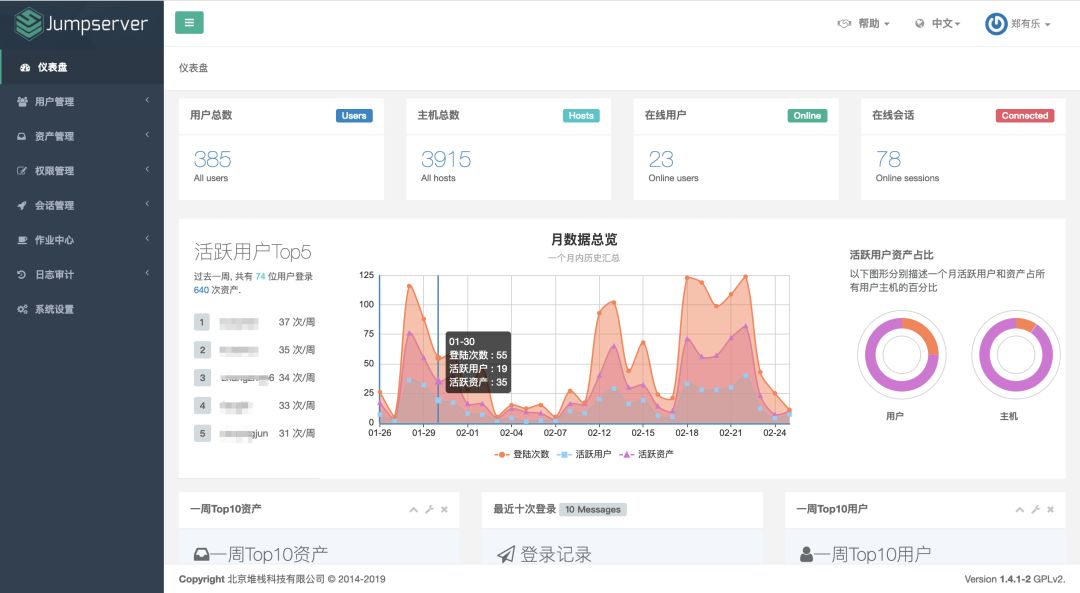 Jumpserver
帮助
中文
郑有乐
仪表盘
用户管理
资产管理
权限管理
会话管理
作业中心
日志审计
系统设置
仪表盘
用户总数 Users
385
All users
主机总数 Hosts
3915
All hosts
在线用户 Online
23
Online users
在线会话 Connected
78
Online sessions
活跃用户Top5
过去一周, 共有 74 位用户登录
640 次资产.
1 37 次/周
2 35 次/周
3 34 次/周
4 33 次/周
5 31 次/周
月数据总览
一个月内历史汇总
125
100
75
50
25
0
01-26 01-29 02-01 02-04 02-07 02-12 02-15 02-18 02-21 02-24
01-30
登陆次数 : 55
活跃用户 : 19
活跃资产 : 35
登陆次数 活跃用户 活跃资产
活跃用户资产占比
以下图形分别描述一个月活跃用户和资产占所
有用户主机的百分比
用户 主机
一周Top10资产
一周Top10资产
最近十次登录 10 Messages
登录记录
一周Top10用户
一周Top10用户
Copyright 北京堆栈科技有限公司 © 2014-2019
Version 1.4.1-2 GPLv2.